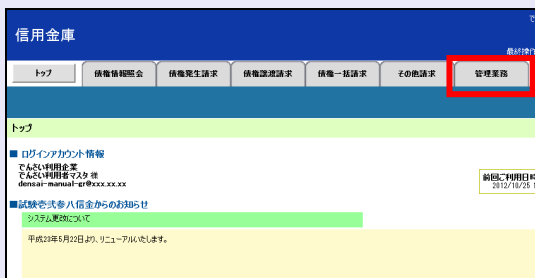 で
信用金庫
最終操作
トップ
債権情報照会
債権発生請求
債権譲渡請求
債権一括請求
その他請求
管理業務
トップ
■ ログインアカウント情報
でんさい利用企業
でんさい利用者マスタ 様
densai-manual-gr@xxx.xx.xx
前回ご利用日時
2012/10/25 1
■試験壱弐参八信金からのお知らせ
システム更改について
平成23年5月22日より、リニューアルいたします。